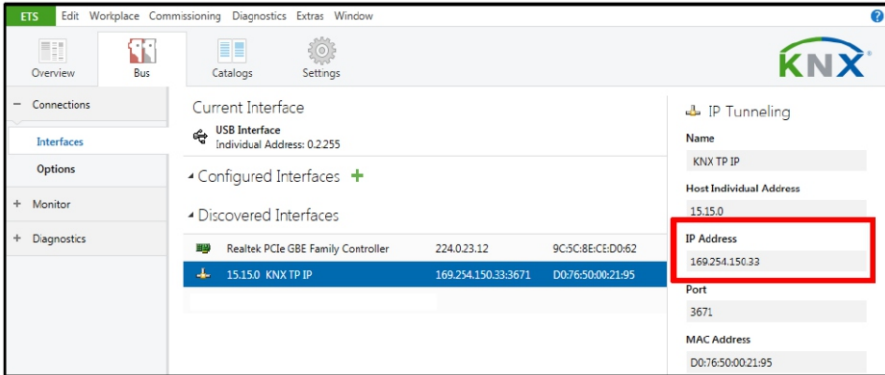 ETS Edit Workplace Commissioning Diagnostics Extras Window ?
Overview Bus Catalogs Settings
KNX
Connections
Interfaces
Options
Monitor
Diagnostics
Current Interface
USB Interface
Individual Address: 0.2.255
Configured Interfaces +
Discovered Interfaces
Realtek PCIe GBE Family Controller 224.0.23.12 9C:5C:8E:CE:D0:62
15.15.0 KNX TP IP 169.254.150.33:3671 D0:76:50:00:21:95
IP Tunneling
Name
KNX TP IP
Host Individual Address
15.15.0
IP Address
169.254.150.33
Port
3671
MAC Address
D0:76:50:00:21:95